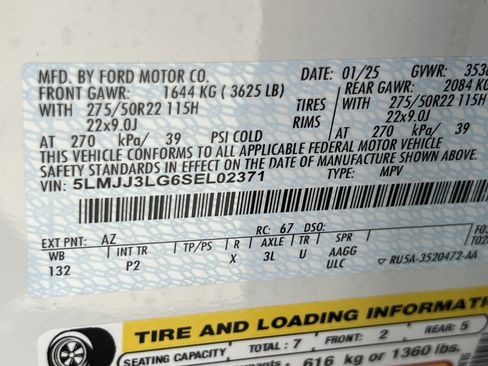 MFD. BY FORD MOTOR CO. DATE: 01/25 GVWR: 353
FRONT GAWR: 1644 KG ( 3625 LB) REAR GAWR: 2084 KG
WITH 275/50R22 115H TIRES WITH 275/50R22 115H
22x9.0J RIMS 22x9.0J
AT 270 kPa/ 39 PSI COLD AT 270 kPa/ 39
THIS VEHICLE CONFORMS TO ALL APPLICABLE FEDERAL MOTOR VEHICLE
SAFETY STANDARDS IN EFFECT ON THE DATE OF MANUFACTURE
VIN: 5LMJJ3LG6SEL02371 TYPE: MPV
EXT PNT: AZ RC: 67 DSO:
WB INT TR TP/PS R AXLE TR SPR
132 P2 X 3L U AAGG
ULC ▽ RU5A-3520472-AA
TIRE AND LOADING INFORMATION
SEATING CAPACITY TOTAL: 7 FRONT: 2 REAR: 5
616 kg or 1360 lbs.